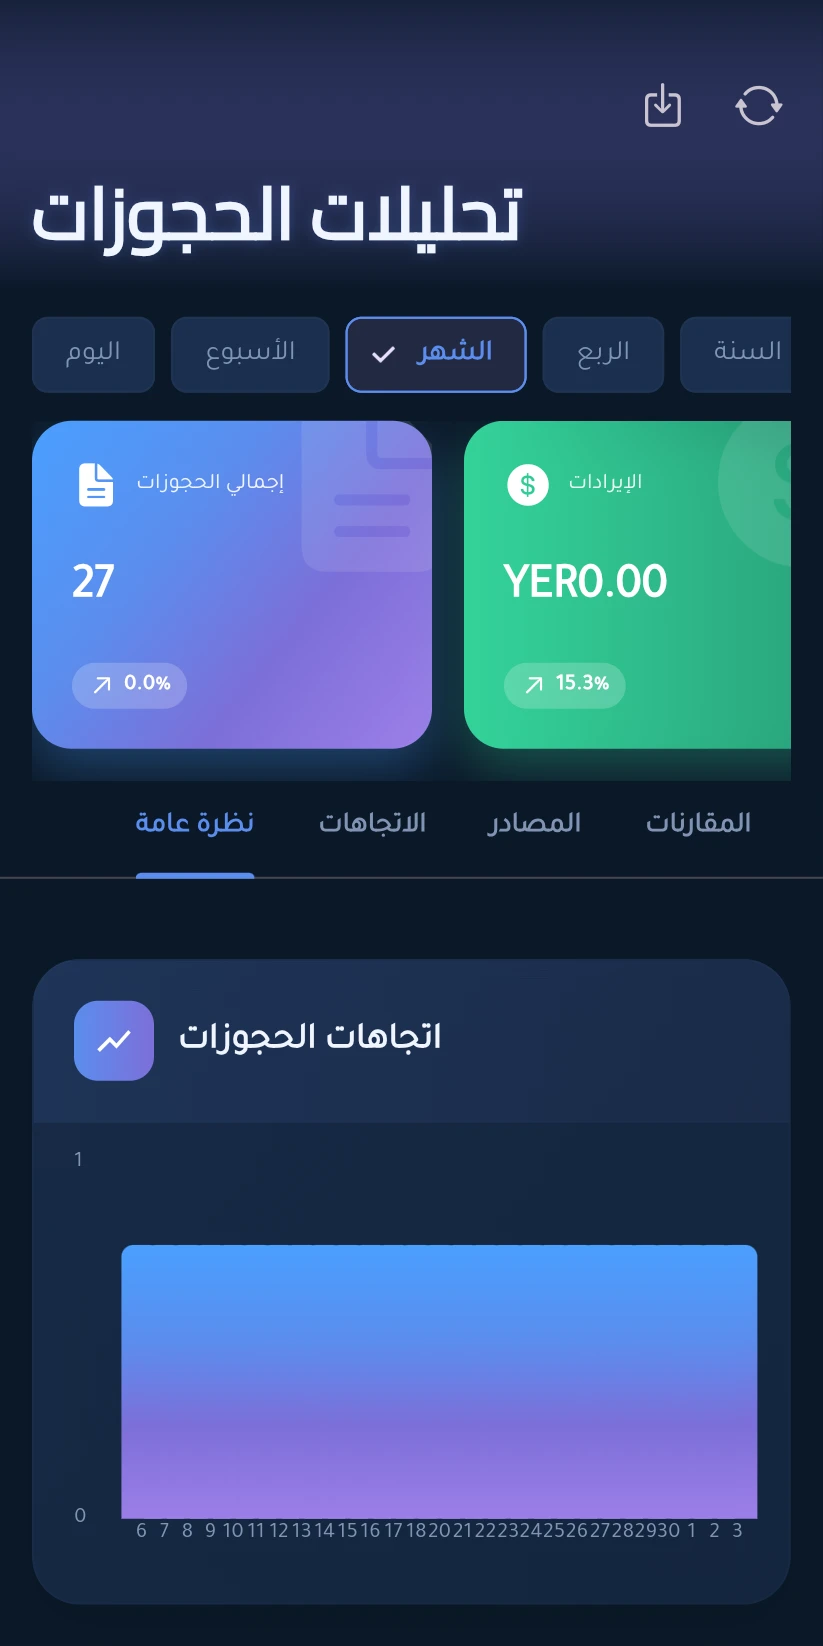 تحليلات الحجوزات
اليوم
الأسبوع
الشهر
الربع
السنة
إجمالي الحجوزات
27
0.0%
الإيرادات
YER0.00
15.3%
نظرة عامة
الاتجاهات
المصادر
المقارنات
اتجاهات الحجوزات
1
0
6 7 8 9 10 11 12 13 14 15 16 17 18 20 21 22 23 24 25 26 27 28 29 30 1 2 3